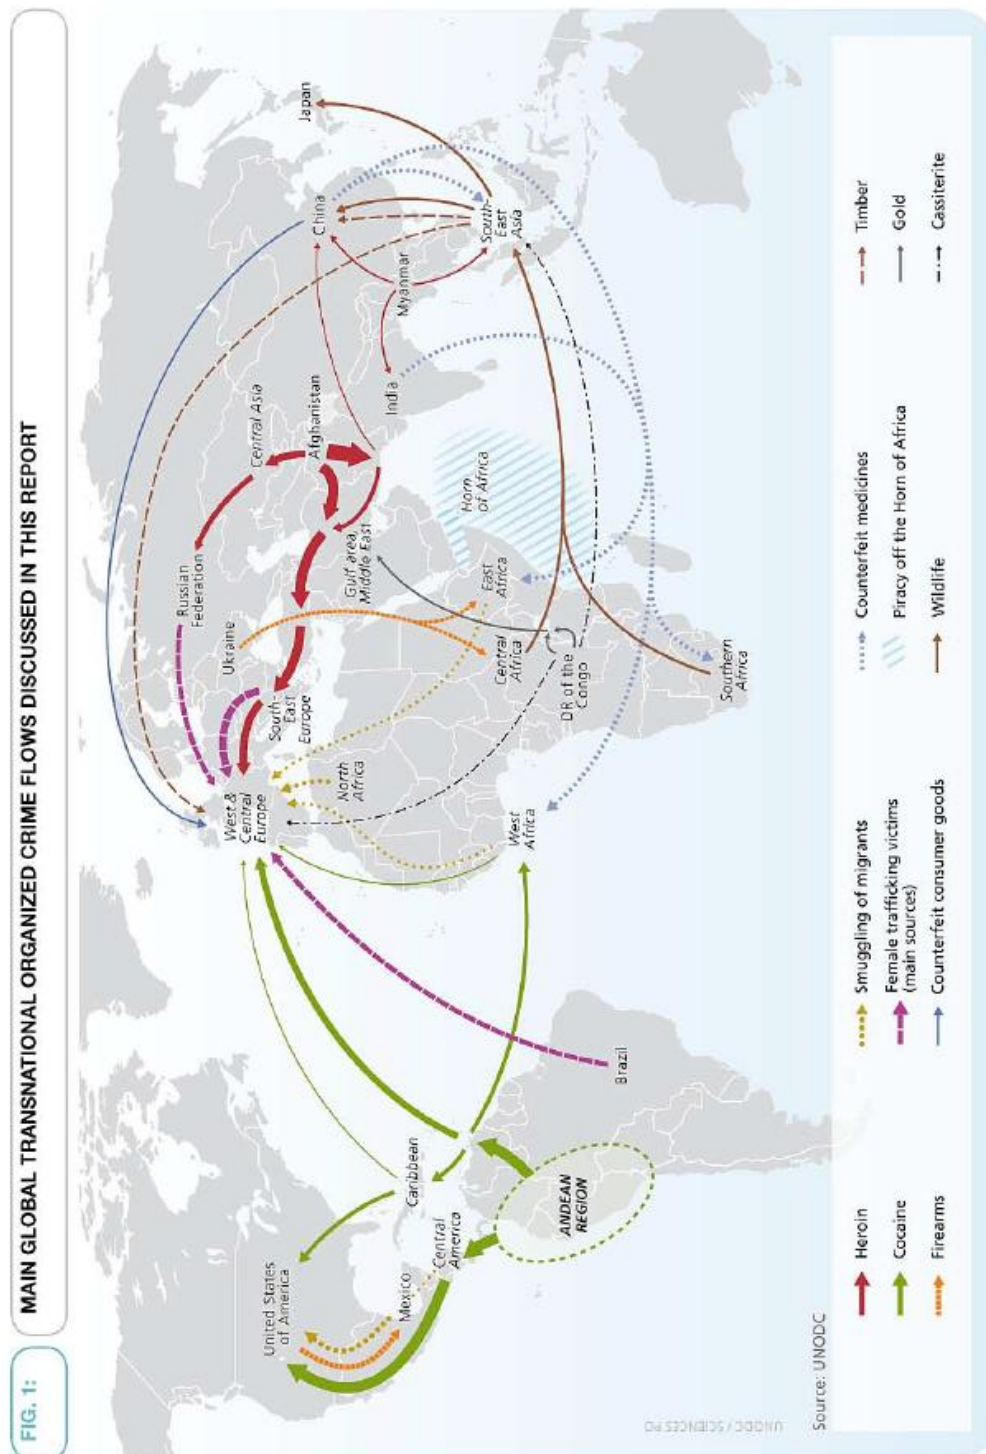 FIG. 1:
MAIN GLOBAL TRANSNATIONAL ORGANIZED CRIME FLOWS DISCUSSED IN THIS REPORT
United States
of America
Mexico
Central
America
Caribbean
ANDEAN
REGION
Brazil
West &
Central
Europe
South-
East
Europe
Ukraine
Russian
Federation
North
Africa
West
Africa
Central
Africa
DR of the
Congo
East
Africa
Southern
Africa
Horn
of Africa
Gulf area,
Middle East
Central Asia
Afghanistan
India
Myanmar
China
South-
East
Asia
Japan
UNODC / SCIENCES PO
Source: UNODC
Heroin
Cocaine
Firearms
Smuggling of migrants
Female trafficking victims
(main sources)
Counterfeit consumer goods
Counterfeit medicines
Piracy off the Horn of Africa
Wildlife
Timber
Gold
Cassiterite